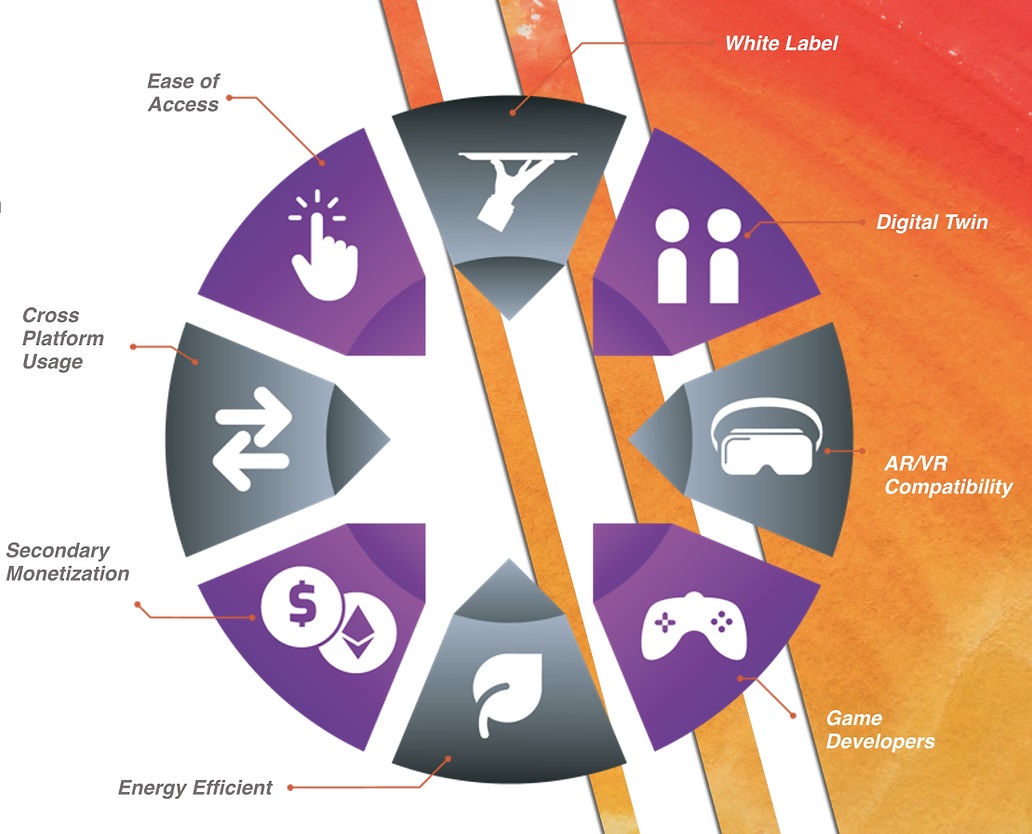 White Label
Ease of
Access
Digital Twin
Cross
Platform
Usage
AR/VR
Compatibility
Secondary
Monetization
$
Game
Developers
Energy Efficient